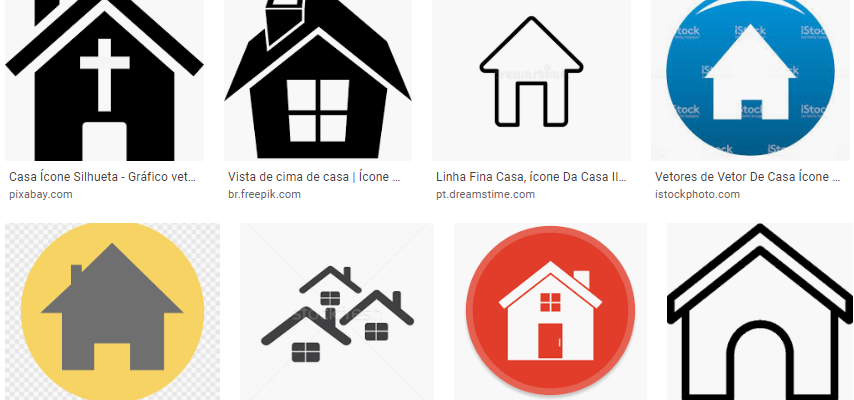 Casa Ícone Silhueta - Gráfico vet...
pixabay.com
Vista de cima de casa | Ícone ...
br.freepik.com
Linha Fina Casa, ícone Da Casa Il...
pt.dreamstime.com
Vetores de Vetor De Casa Ícone ...
istockphoto.com